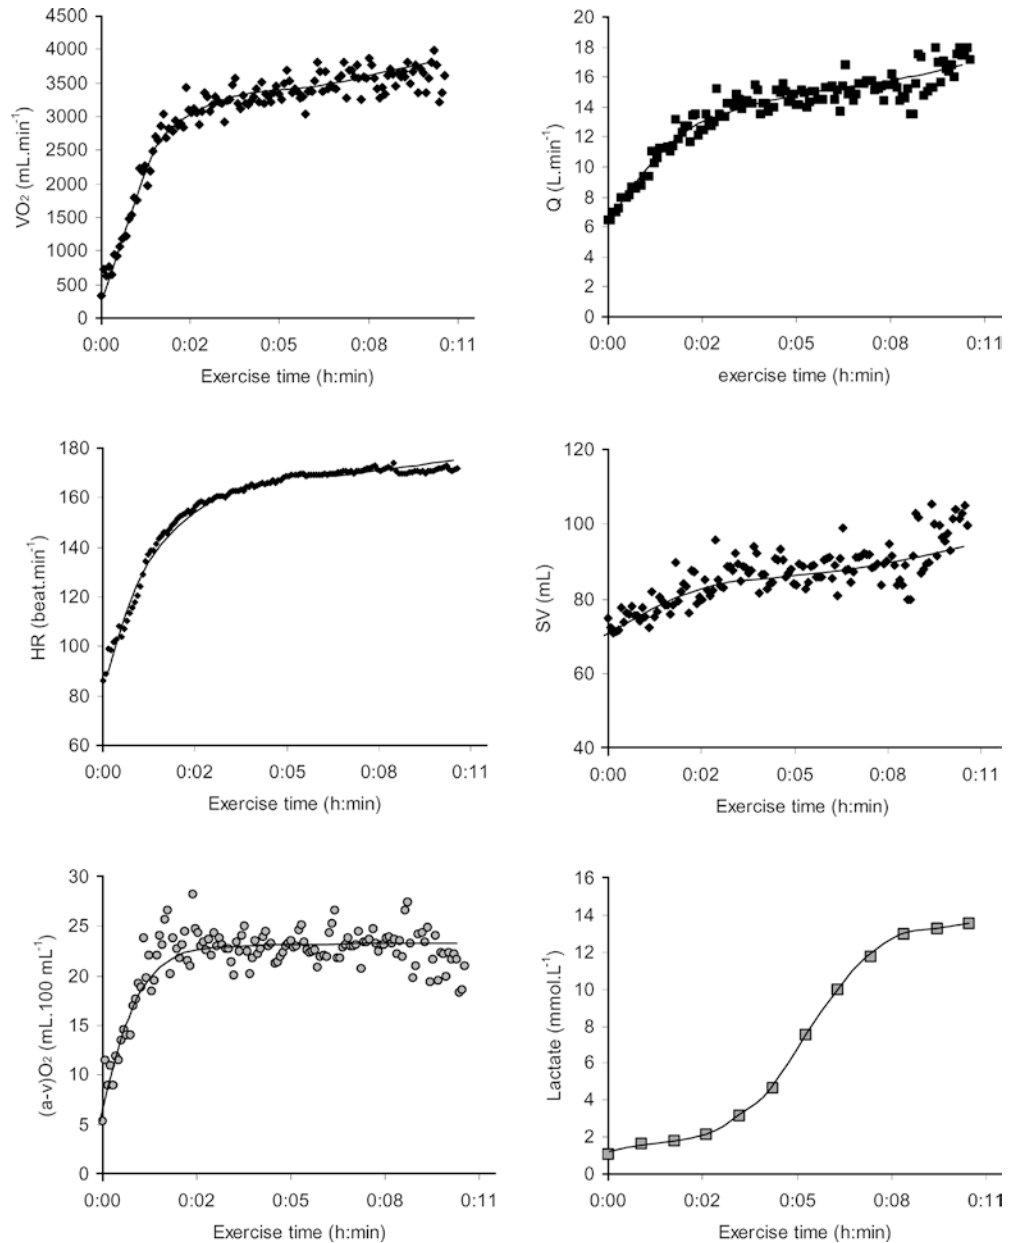 4500
4000
3500
3000
2500
2000
1500
1000
500
0
VO2 (mL.min-1)
0:00 0:02 0:05 0:08 0:11
Exercise time (h:min)
20
18
16
14
12
10
8
6
4
2
0
Q (L.min-1)
0:00 0:02 0:05 0:08 0:11
exercise time (h:min)
180
160
140
120
100
80
60
HR (beat.min-1)
0:00 0:02 0:05 0:08 0:11
Exercise time (h:min)
120
100
80
60
40
SV (mL)
0:00 0:02 0:05 0:08 0:11
Exercise time (h:min)
30
25
20
15
10
5
0
(a-v)O2 (mL.100 mL-1)
0:00 0:02 0:05 0:08 0:11
Exercise time (h:min)
16
14
12
10
8
6
4
2
0
Lactate (mmol.L-1)
0:00 0:02 0:05 0:08 0:11
Exercise time (h:min)